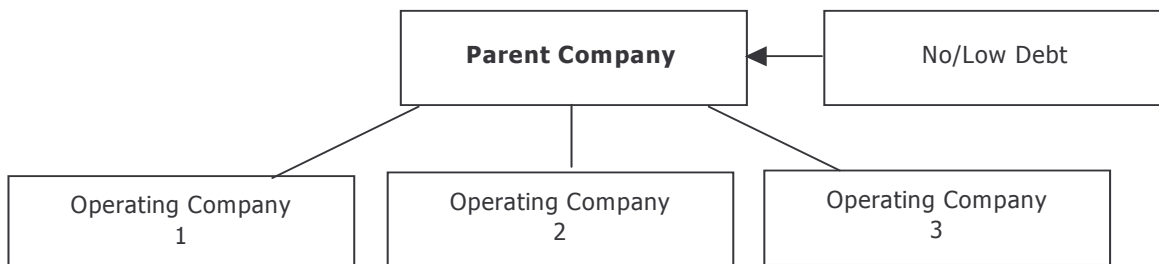 Parent Company
No/Low Debt
Operating Company
1
Operating Company
2
Operating Company
3